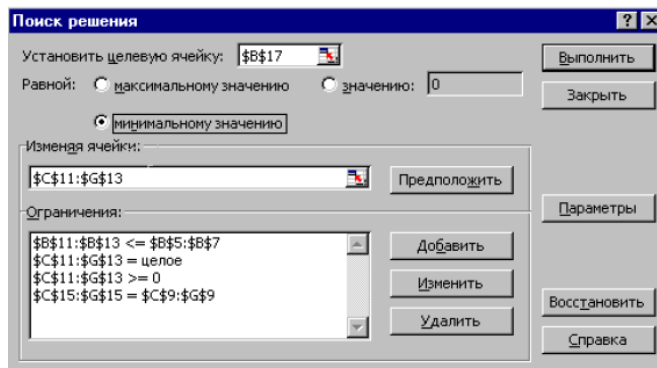 Поиск решения
Установить целевую ячейку: $B$17
Выполнить
Равной: максимальному значению значению: 0
Закрыть
минимальному значению
Изменяя ячейки:
$C$11:$G$13
Предположить
Ограничения:
Параметры
$B$11:$B$13 <= $B$5:$B$7
$C$11:$G$13 = целое
$C$11:$G$13 >= 0
$C$15:$G$15 = $C$9:$G$9
Добавить
Изменить
Удалить
Восстановить
Справка